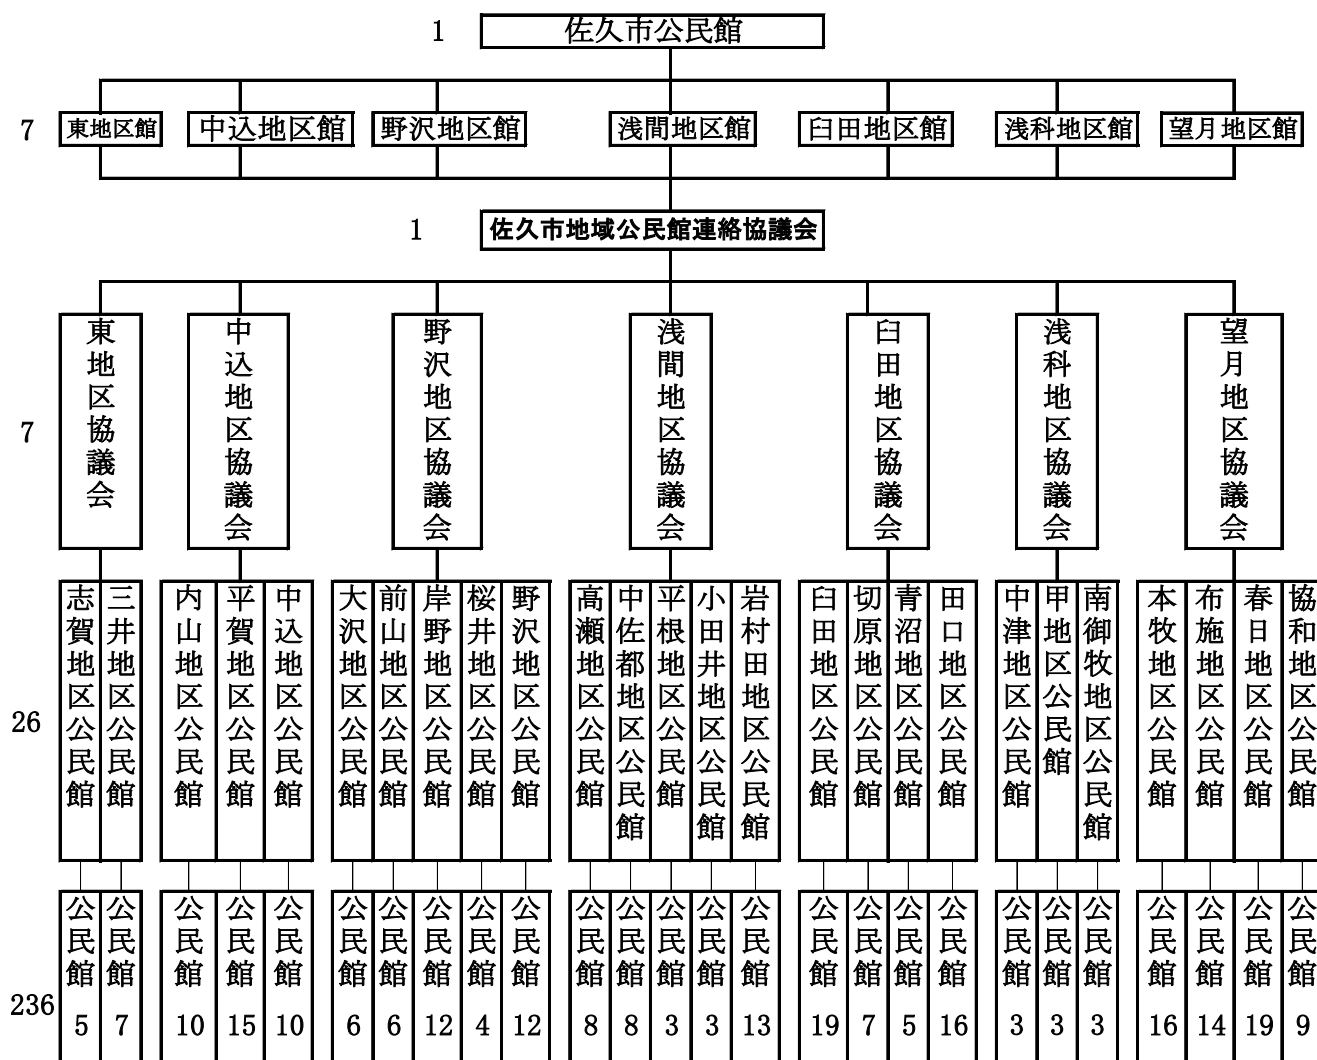 1 佐久市公民館
7 東地区館 中込地区館 野沢地区館 浅間地区館 臼田地区館 浅科地区館 望月地区館
1 佐久市地域公民館連絡協議会
7
東地区協議会
中込地区協議会
野沢地区協議会
浅間地区協議会
臼田地区協議会
浅科地区協議会
望月地区協議会
26
志賀地区公民館
三井地区公民館
内山地区公民館
平賀地区公民館
中込地区公民館
大沢地区公民館
前山地区公民館
岸野地区公民館
桜井地区公民館
野沢地区公民館
高瀬地区公民館
中佐都地区公民館
平根地区公民館
小田井地区公民館
岩村田地区公民館
臼田地区公民館
切原地区公民館
青沼地区公民館
田口地区公民館
中津地区公民館
甲地区公民館
南御牧地区公民館
本牧地区公民館
布施地区公民館
春日地区公民館
協和地区公民館
236
公民館 5
公民館 7
公民館 10
公民館 15
公民館 10
公民館 6
公民館 6
公民館 12
公民館 4
公民館 12
公民館 8
公民館 8
公民館 3
公民館 3
公民館 13
公民館 19
公民館 7
公民館 5
公民館 16
公民館 3
公民館 3
公民館 3
公民館 16
公民館 14
公民館 19
公民館 9